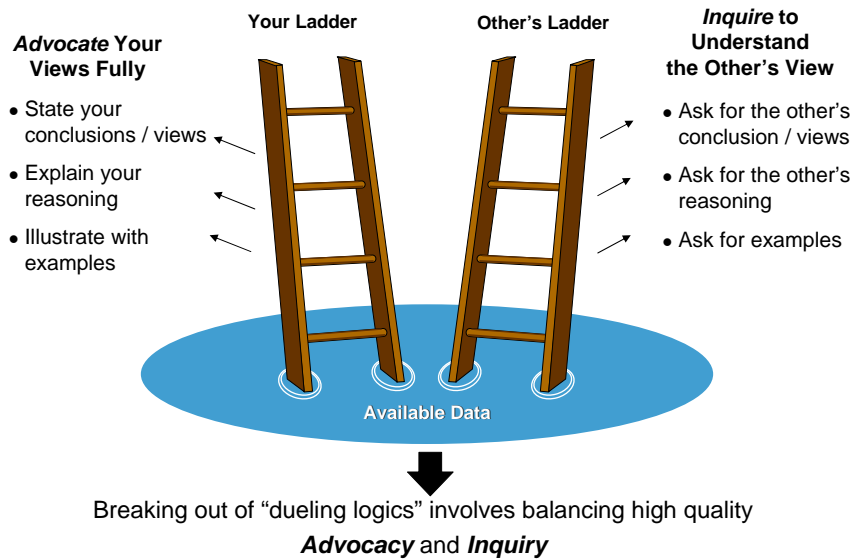 Advocate Your
Views Fully
• State your
conclusions / views
• Explain your
reasoning
• Illustrate with
examples
Your Ladder
Other's Ladder
Inquire to
Understand
the Other's View
• Ask for the other's
conclusion / views
• Ask for the other's
reasoning
• Ask for examples
Available Data
Breaking out of “dueling logics” involves balancing high quality
Advocacy and Inquiry